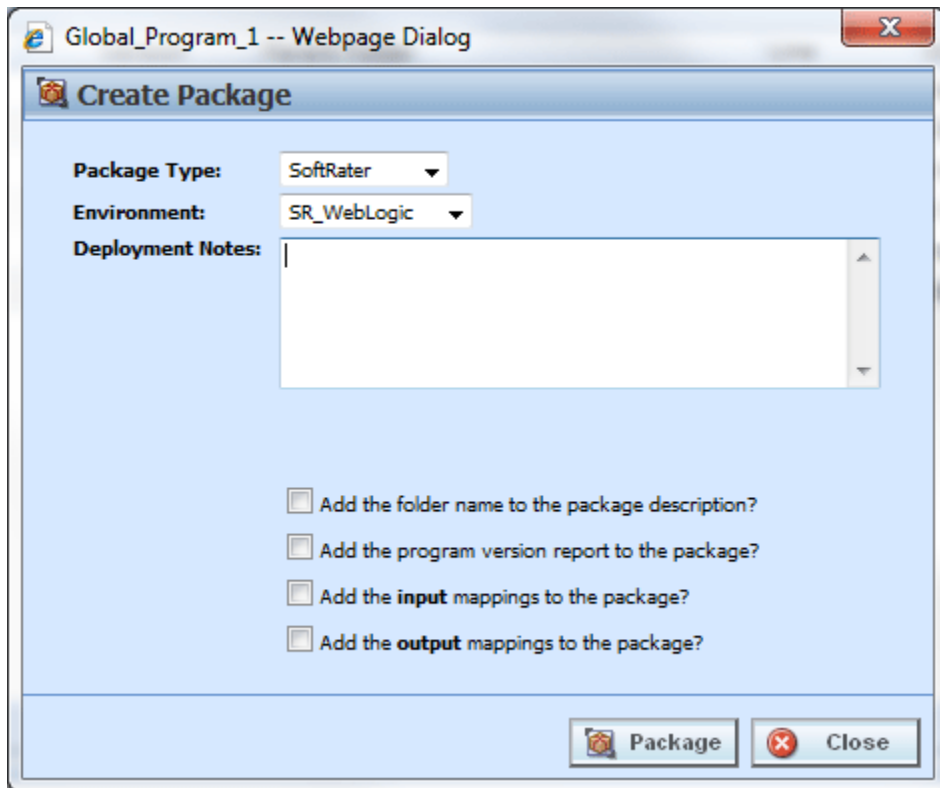 Global_Program_1 -- Webpage Dialog
Create Package
Package Type: SoftRater
Environment: SR_WebLogic
Deployment Notes:
Add the folder name to the package description?
Add the program version report to the package?
Add the input mappings to the package?
Add the output mappings to the package?
Package Close